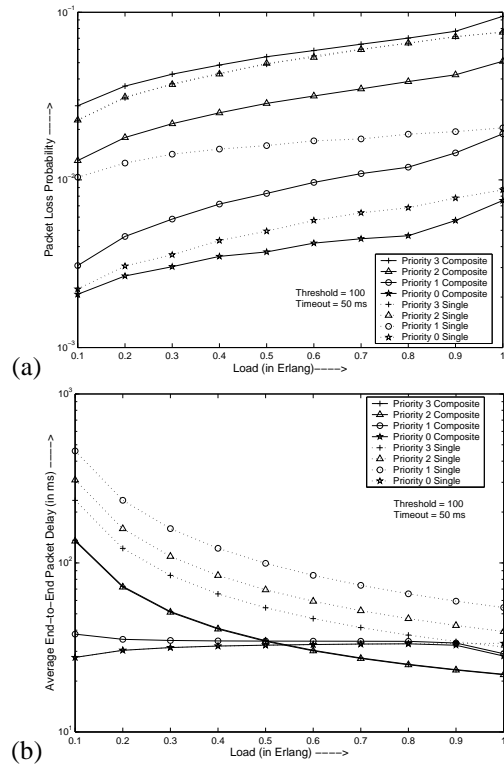 10^-1
10^-2
10^-3
Packet Loss Probability ---->
Threshold = 100
Timeout = 50 ms
Priority 3 Composite
Priority 2 Composite
Priority 1 Composite
Priority 0 Composite
Priority 3 Single
Priority 2 Single
Priority 1 Single
Priority 0 Single
0.1 0.2 0.3 0.4 0.5 0.6 0.7 0.8 0.9 1
Load (in Erlang)---->
(a)
10^3
10^2
10^1
Average End-to-End Packet Delay (in ms) ---->
Priority 3 Composite
Priority 2 Composite
Priority 1 Composite
Priority 0 Composite
Priority 3 Single
Priority 2 Single
Priority 1 Single
Priority 0 Single
Threshold = 100
Timeout = 50 ms
0.1 0.2 0.3 0.4 0.5 0.6 0.7 0.8 0.9 1
Load (in Erlang) ---->
(b)